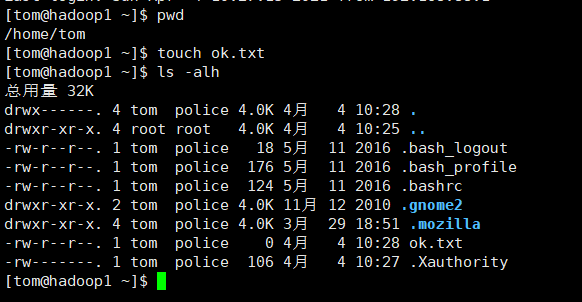 [tom@hadoop1 ~]$ pwd
/home/tom
[tom@hadoop1 ~]$ touch ok.txt
[tom@hadoop1 ~]$ ls -alh
总用量 32K
drwx------. 4 tom  police 4.0K 4月   4 10:28 .
drwxr-xr-x. 4 root root   4.0K 4月   4 10:25 ..
-rw-r--r--. 1 tom  police   18 5月  11 2016 .bash_logout
-rw-r--r--. 1 tom  police  176 5月  11 2016 .bash_profile
-rw-r--r--. 1 tom  police  124 5月  11 2016 .bashrc
drwxr-xr-x. 2 tom  police 4.0K 11月 12 2010 .gnome2
drwxr-xr-x. 4 tom  police 4.0K 3月  29 18:51 .mozilla
-rw-r--r--. 1 tom  police    0 4月   4 10:28 ok.txt
-rw-------. 1 tom  police  106 4月   4 10:27 .Xauthority
[tom@hadoop1 ~]$